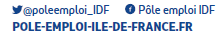 @poleemploi_IDF Pôle emploi IDF
POLE-EMPLOI-ILE-DE-FRANCE.FR